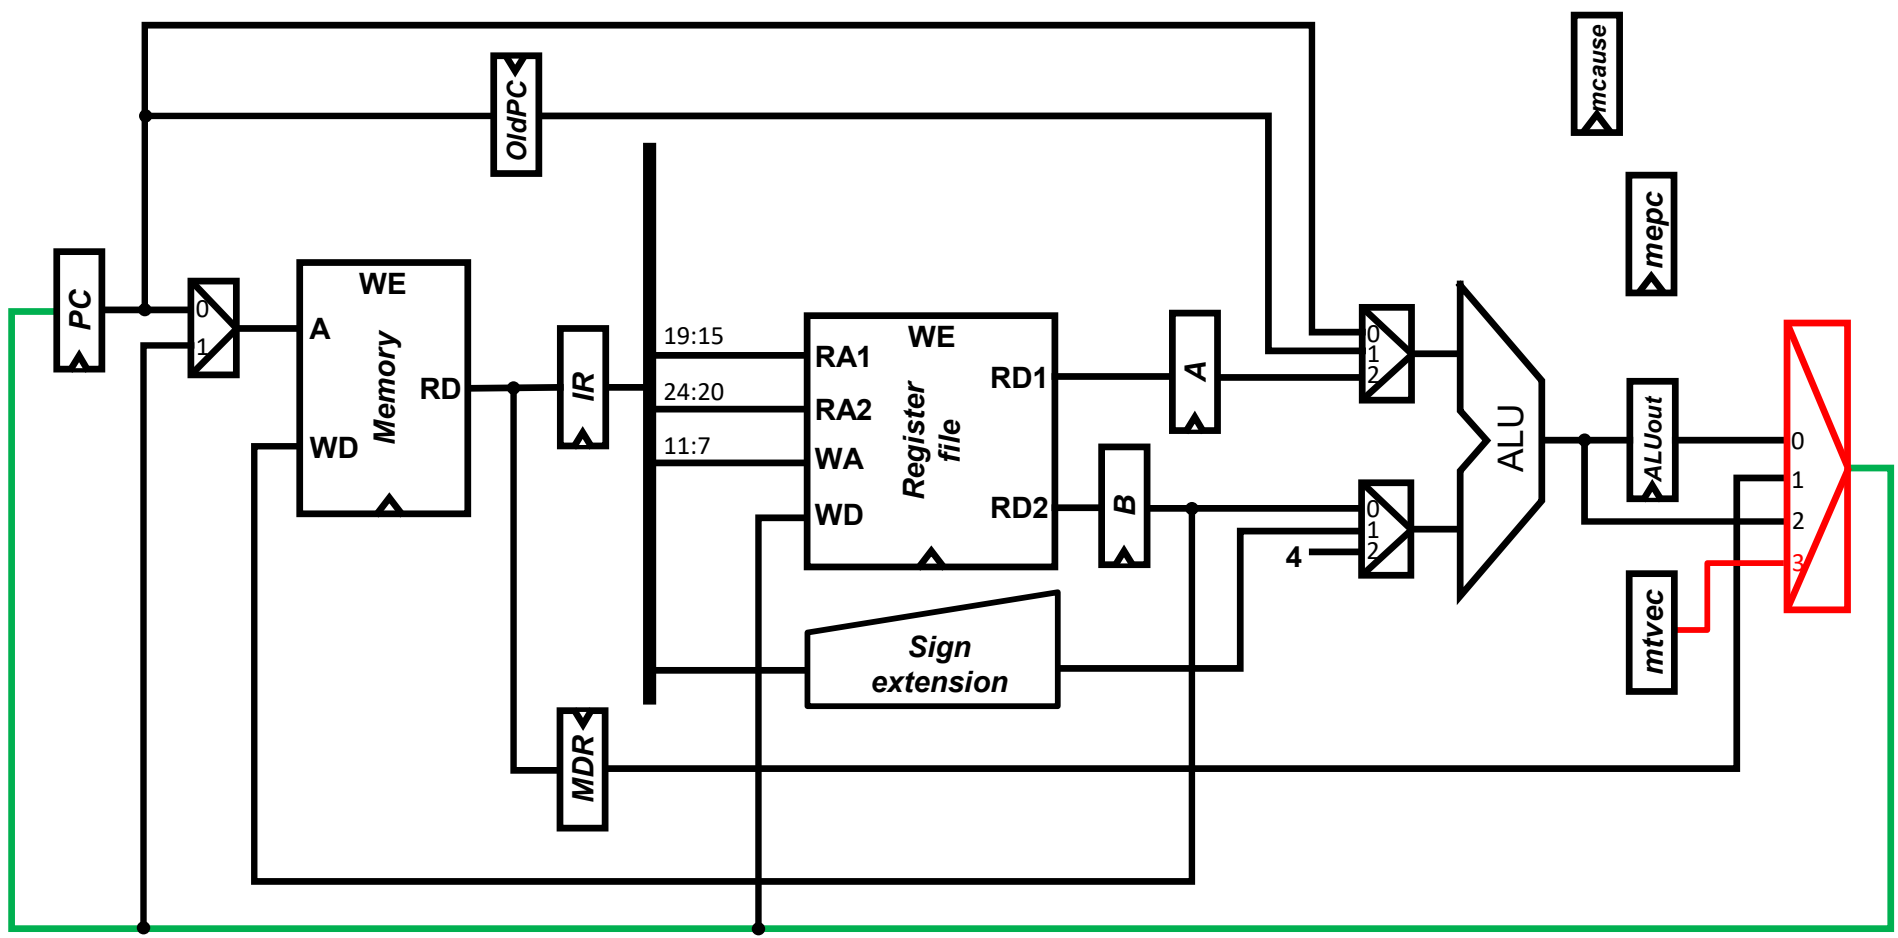 mcause
OldPC
mepc
PC
0
1
WE
A
Memory
RD
WD
IR
19:15
24:20
11:7
WE
RA1
RA2
WA
WD
Register
file
RD1
RD2
A
B
0
1
2
0
1
2
4
ALU
ALUout
0
1
2
3
mtvec
Sign
extension
MDR